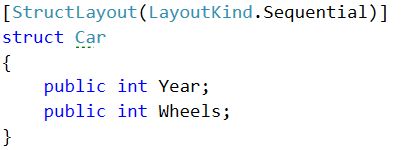 [StructLayout(LayoutKind.Sequential)]
struct Car
{
    public int Year;
    public int Wheels;
}